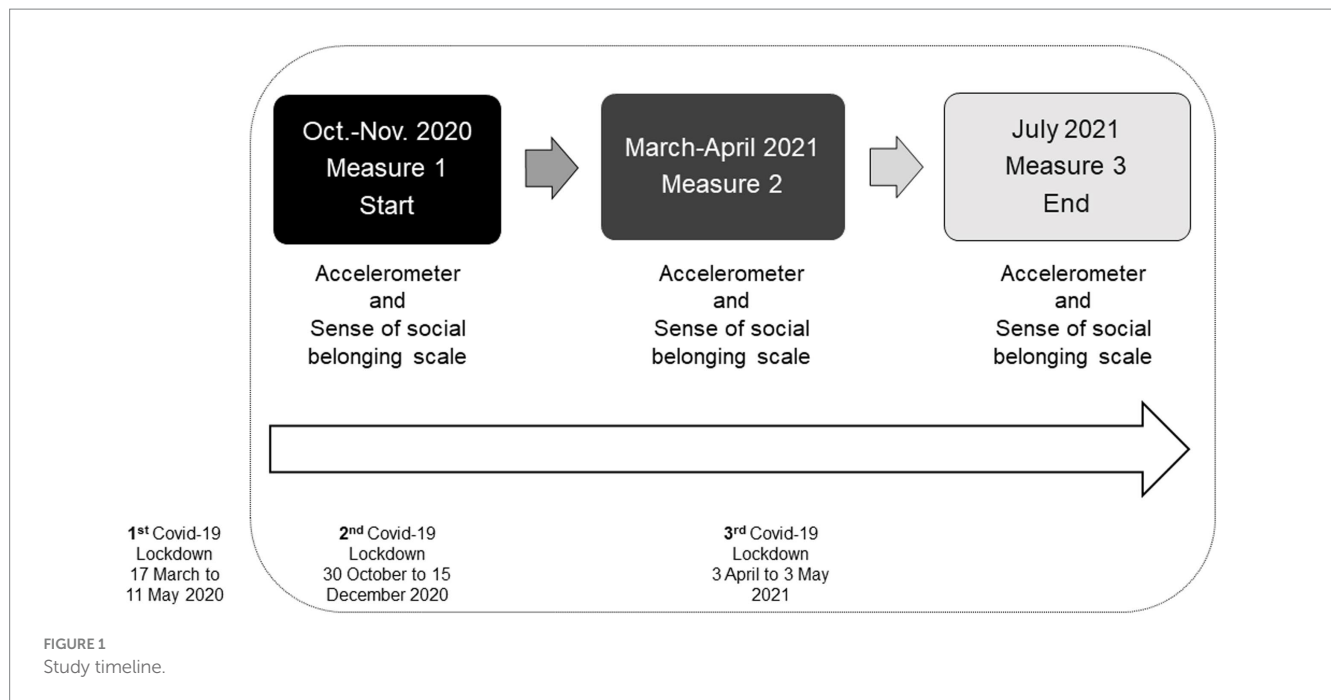 Oct.-Nov. 2020
Measure 1
Start
March-April 2021
Measure 2
July 2021
Measure 3
End
Accelerometer
and
Sense of social
belonging scale
Accelerometer
and
Sense of social
belonging scale
Accelerometer
and
Sense of social
belonging scale
1st Covid-19
Lockdown
17 March to
11 May 2020
2nd Covid-19
Lockdown
30 October to 15
December 2020
3rd Covid-19
Lockdown
3 April to 3 May
2021
FIGURE 1
Study timeline.